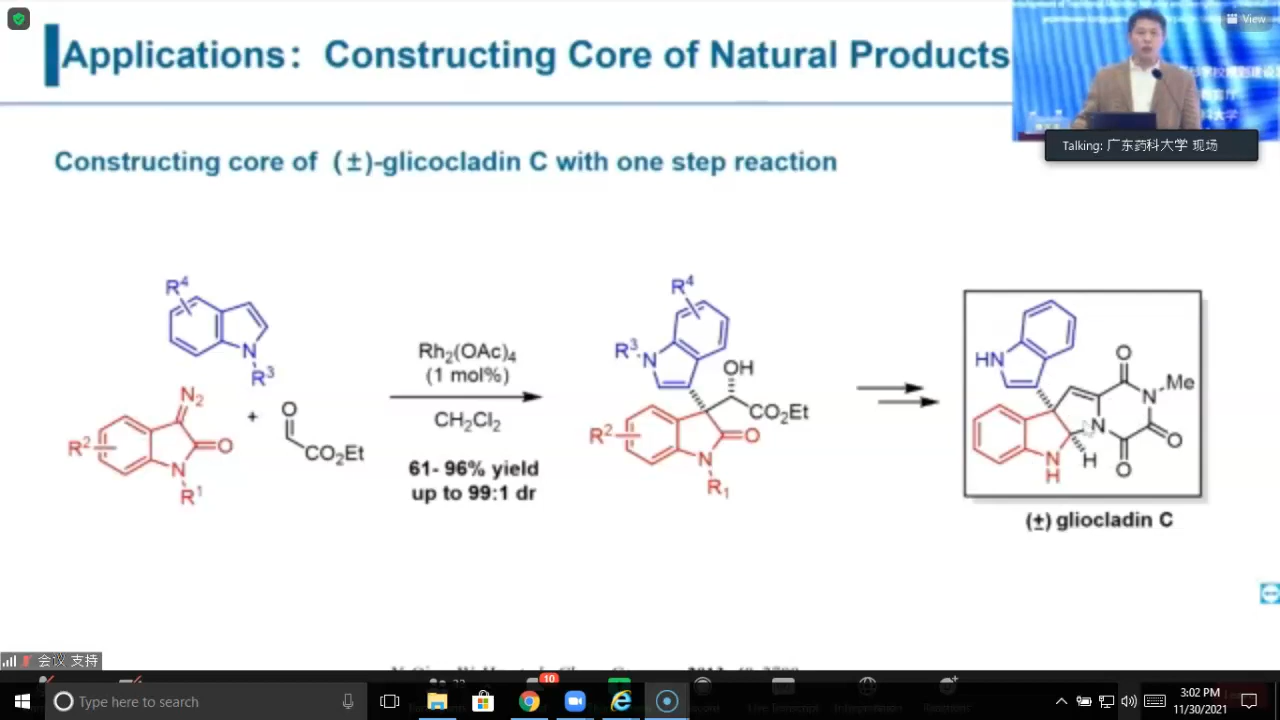 Applications: Constructing Core of Natural Products
View
Talking: 广东药科大学 现场
Constructing core of (±)-glicocladin C with one step reaction
R4
N
R3
N2
R2
O
N
R1
+
O
CO2Et
Rh2(OAc)4
(1 mol%)
CH2Cl2
61- 96% yield
up to 99:1 dr
R4
R3
N
OH
CO2Et
R2
O
N
R1
HN
O
Me
N
N
O
N
H
H
O
(±) gliocladin C
会议 支持
10
Type here to search
3:02 PM
11/30/2021